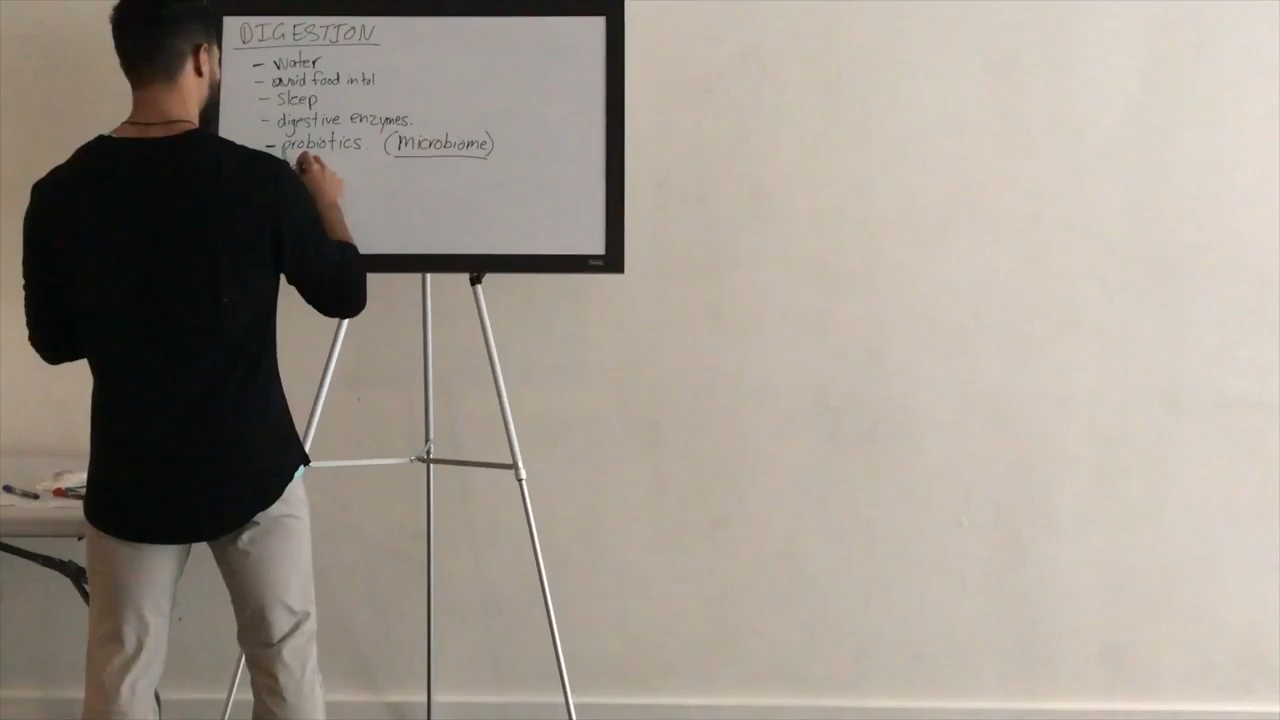 DIGESTION
- Water
- avoid food intol
- Sleep
- digestive enzymes.
- probiotics. (Microbiome)